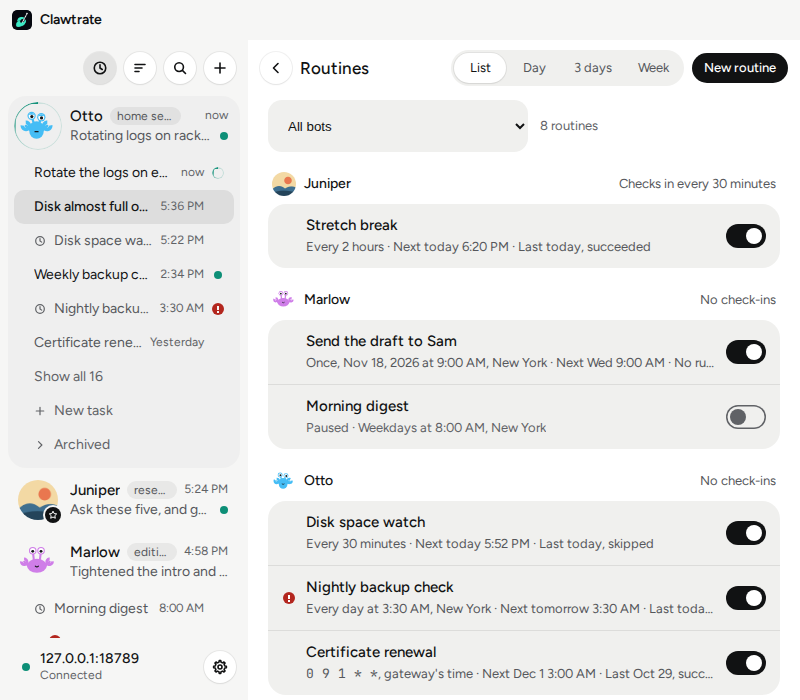 Clawtrate
Otto home se... now
Rotating logs on rack...
Rotate the logs on e... now
Disk almost full o... 5:36 PM
Disk space wa... 5:22 PM
Weekly backup c... 2:34 PM
Nightly backu... 3:30 AM
Certificate rene... Yesterday
Show all 16
New task
Archived
Juniper rese... 5:24 PM
Ask these five, and g...
Marlow editi... 4:58 PM
Tightened the intro and ...
Morning digest 8:00 AM
127.0.0.1:18789
Connected
Routines
List Day 3 days Week
New routine
All bots
8 routines
Juniper Checks in every 30 minutes
Stretch break
Every 2 hours · Next today 6:20 PM · Last today, succeeded
Marlow No check-ins
Send the draft to Sam
Once, Nov 18, 2026 at 9:00 AM, New York · Next Wed 9:00 AM · No ru...
Morning digest
Paused · Weekdays at 8:00 AM, New York
Otto No check-ins
Disk space watch
Every 30 minutes · Next today 5:52 PM · Last today, skipped
Nightly backup check
Every day at 3:30 AM, New York · Next tomorrow 3:30 AM · Last toda...
Certificate renewal
0 9 1 * *, gateway's time · Next Dec 1 3:00 AM · Last Oct 29, succ...